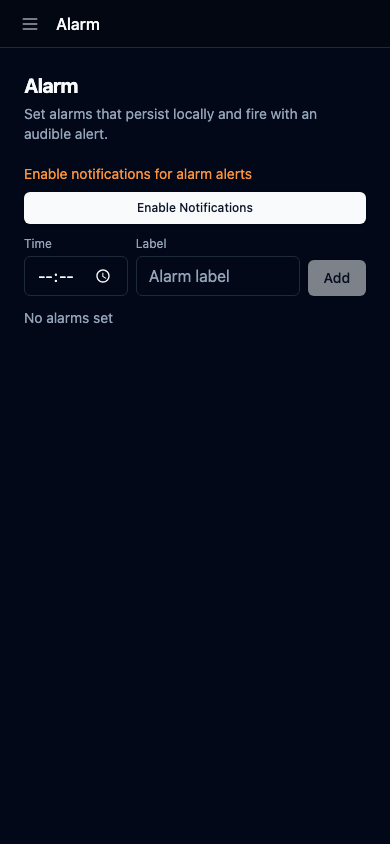 Alarm
Alarm
Set alarms that persist locally and fire with an
audible alert.
Enable notifications for alarm alerts
Enable Notifications
Time Label
--:-- Alarm label Add
No alarms set